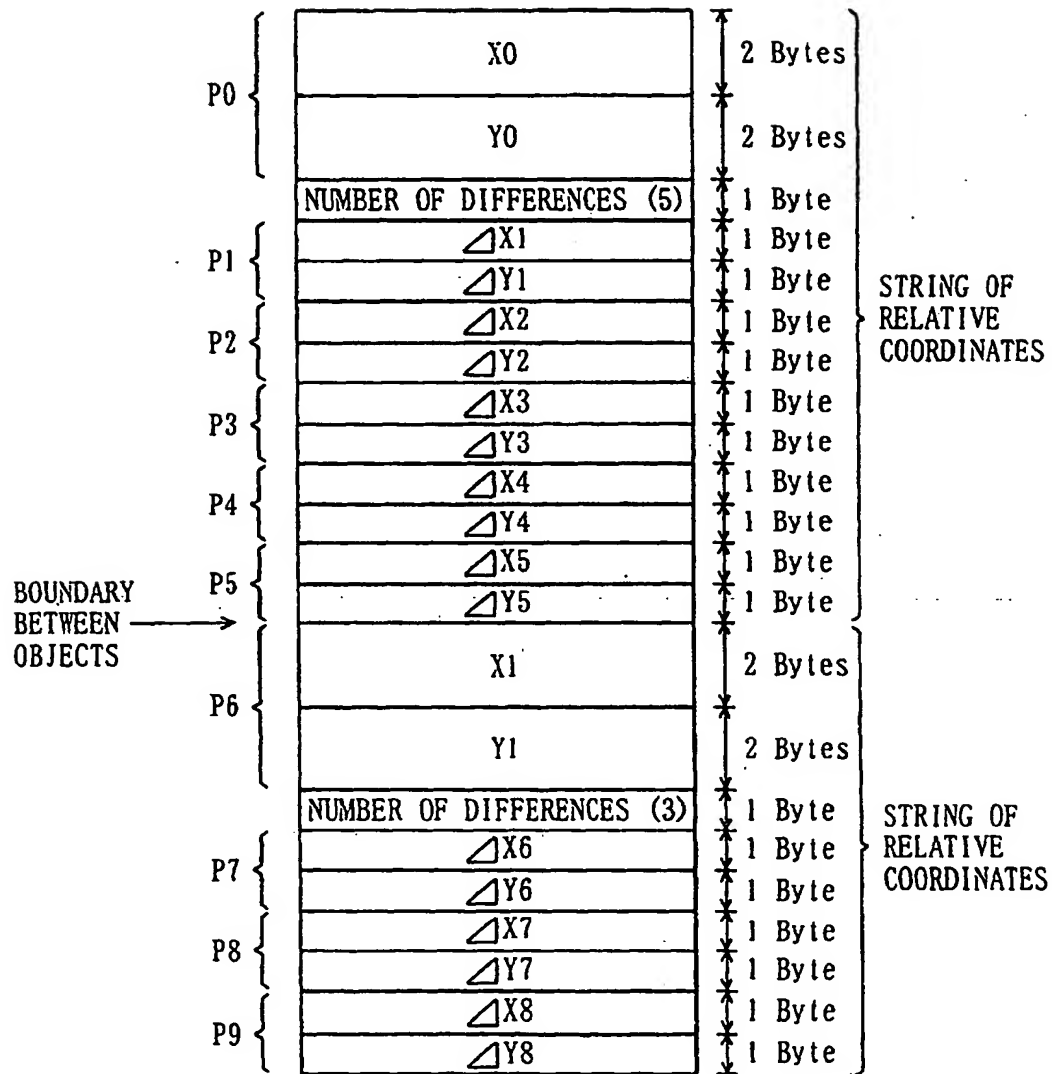 X0
2 Bytes
P0
Y0
2 Bytes
NUMBER OF DIFFERENCES (5)
1 Byte
P1
⊿X1
1 Byte
⊿Y1
1 Byte
P2
⊿X2
1 Byte
⊿Y2
1 Byte
P3
⊿X3
1 Byte
⊿Y3
1 Byte
P4
⊿X4
1 Byte
⊿Y4
1 Byte
P5
⊿X5
1 Byte
⊿Y5
1 Byte
STRING OF
RELATIVE
COORDINATES
BOUNDARY
BETWEEN
OBJECTS
P6
X1
2 Bytes
Y1
2 Bytes
NUMBER OF DIFFERENCES (3)
1 Byte
P7
⊿X6
1 Byte
⊿Y6
1 Byte
P8
⊿X7
1 Byte
⊿Y7
1 Byte
P9
⊿X8
1 Byte
⊿Y8
1 Byte
STRING OF
RELATIVE
COORDINATES